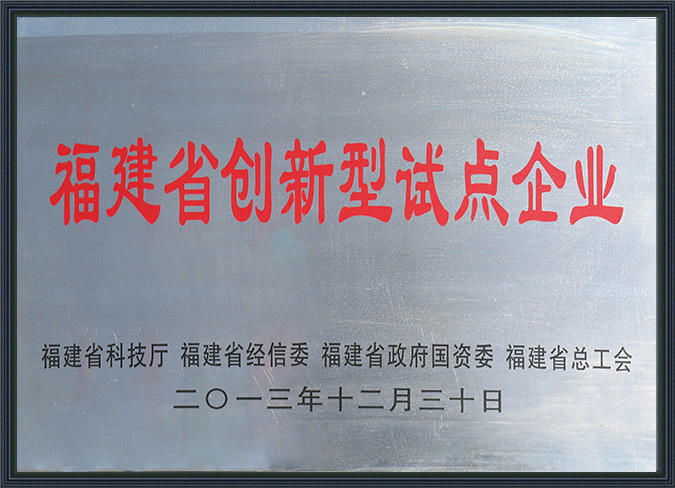 福建省创新型试点企业
福建省科技厅 福建省经信委 福建省政府国资委 福建省总工会
二〇一三年十二月三十日